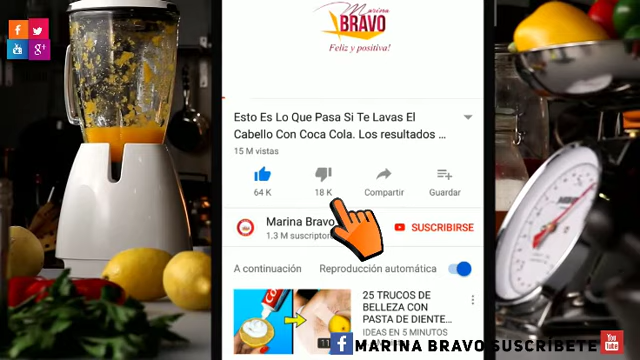 Marina
BRAVO
Feliz y positiva!
Esto Es Lo Que Pasa Si Te Lavas El
Cabello Con Coca Cola. Los resultados ...
15 M vistas
64 K
18 K
Compartir
Guardar
Marina Bravo
1.3 M suscriptor
SUSCRIBIRSE
A continuación
Reproducción automática
25 TRUCOS DE
BELLEZA CON
PASTA DE DIENTE...
IDEAS EN 5 MINUTOS
MARINA BRAVO SUSCRÍBETE
You
Tube